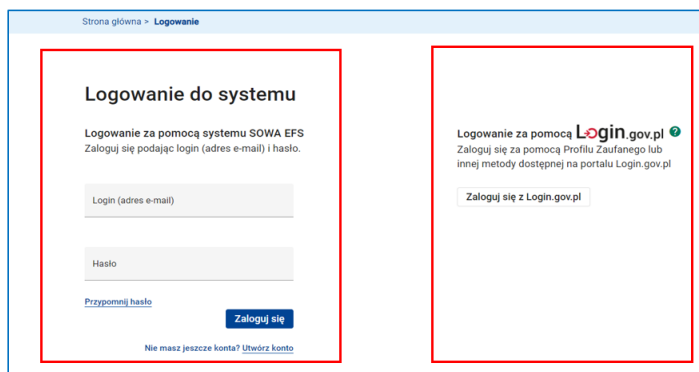 Strona główna > Logowanie
Logowanie do systemu
Logowanie za pomocą systemu SOWA EFS
Zaloguj się podając login (adres e-mail) i hasło.
Login (adres e-mail)
Hasło
Przypomnij hasło
Zaloguj się
Nie masz jeszcze konta? Utwórz konto
Logowanie za pomocą Login.gov.pl ?
Zaloguj się za pomocą Profilu Zaufanego lub
innej metody dostępnej na portalu Login.gov.pl
Zaloguj się z Login.gov.pl